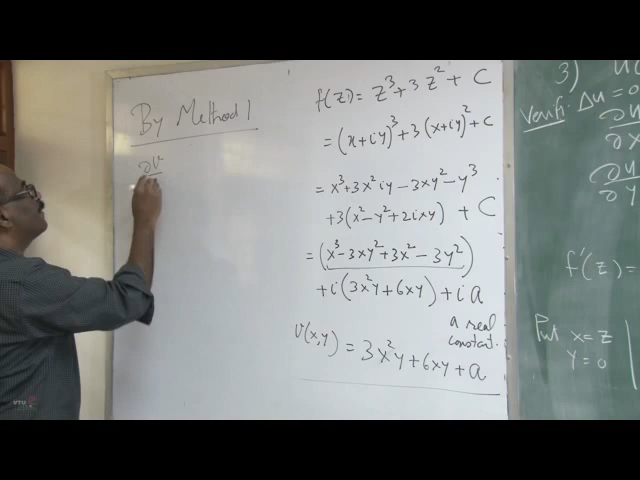 By Method 1
∂v
f(z) = z³ + 3z² + C
= (x+iy)³ + 3(x+iy)² + C
= x³ + 3x²iy − 3xy² − y³
+ 3(x² − y² + 2ixy) + C
= (x³ − 3xy² + 3x² − 3y²)
+ i(3x²y + 6xy) + i a
a real
constant.
v(x,y) = 3x²y + 6xy + a
3)
Verify: Δu = 0
∂u
∂x
∂u
∂y
f'(z) =
Put x = z
y = 0
VTU